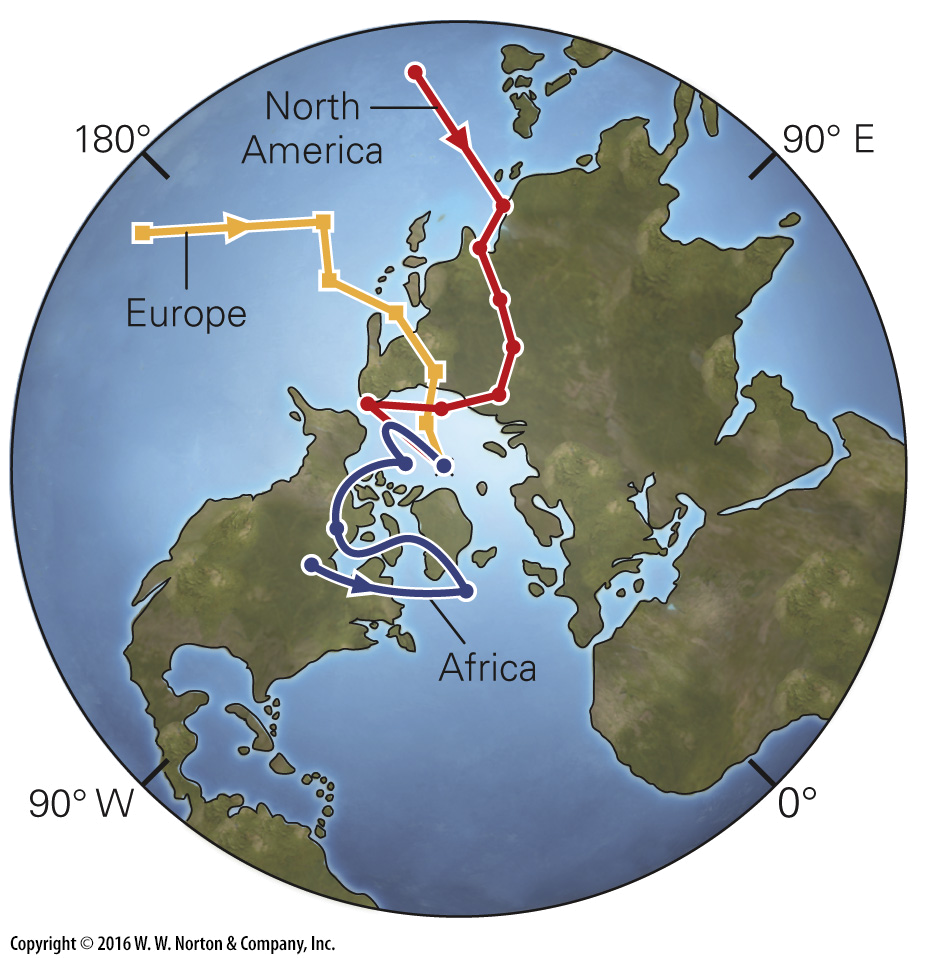 North
America
180°
90° E
Europe
Africa
90° W
0°
Copyright © 2016 W. W. Norton & Company, Inc.